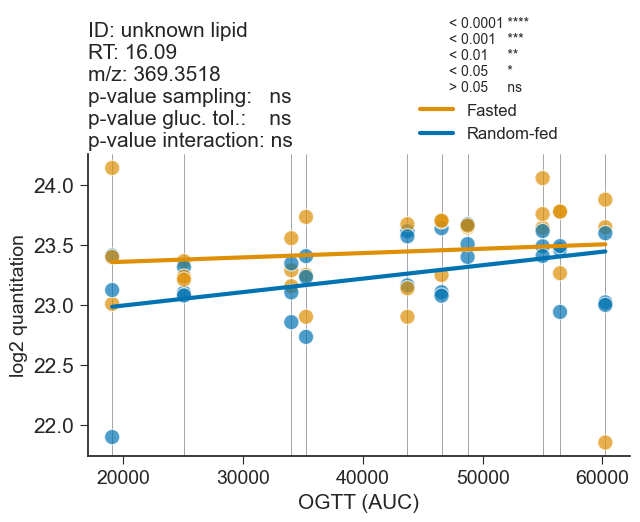 ID: unknown lipid
RT: 16.09
m/z: 369.3518
p-value sampling: ns
p-value gluc. tol.: ns
p-value interaction: ns
< 0.0001 ****
< 0.001 ***
< 0.01 **
< 0.05 *
> 0.05 ns
Fasted
Random-fed
24.0
23.5
23.0
22.5
22.0
log2 quantitation
20000 30000 40000 50000 60000
OGTT (AUC)